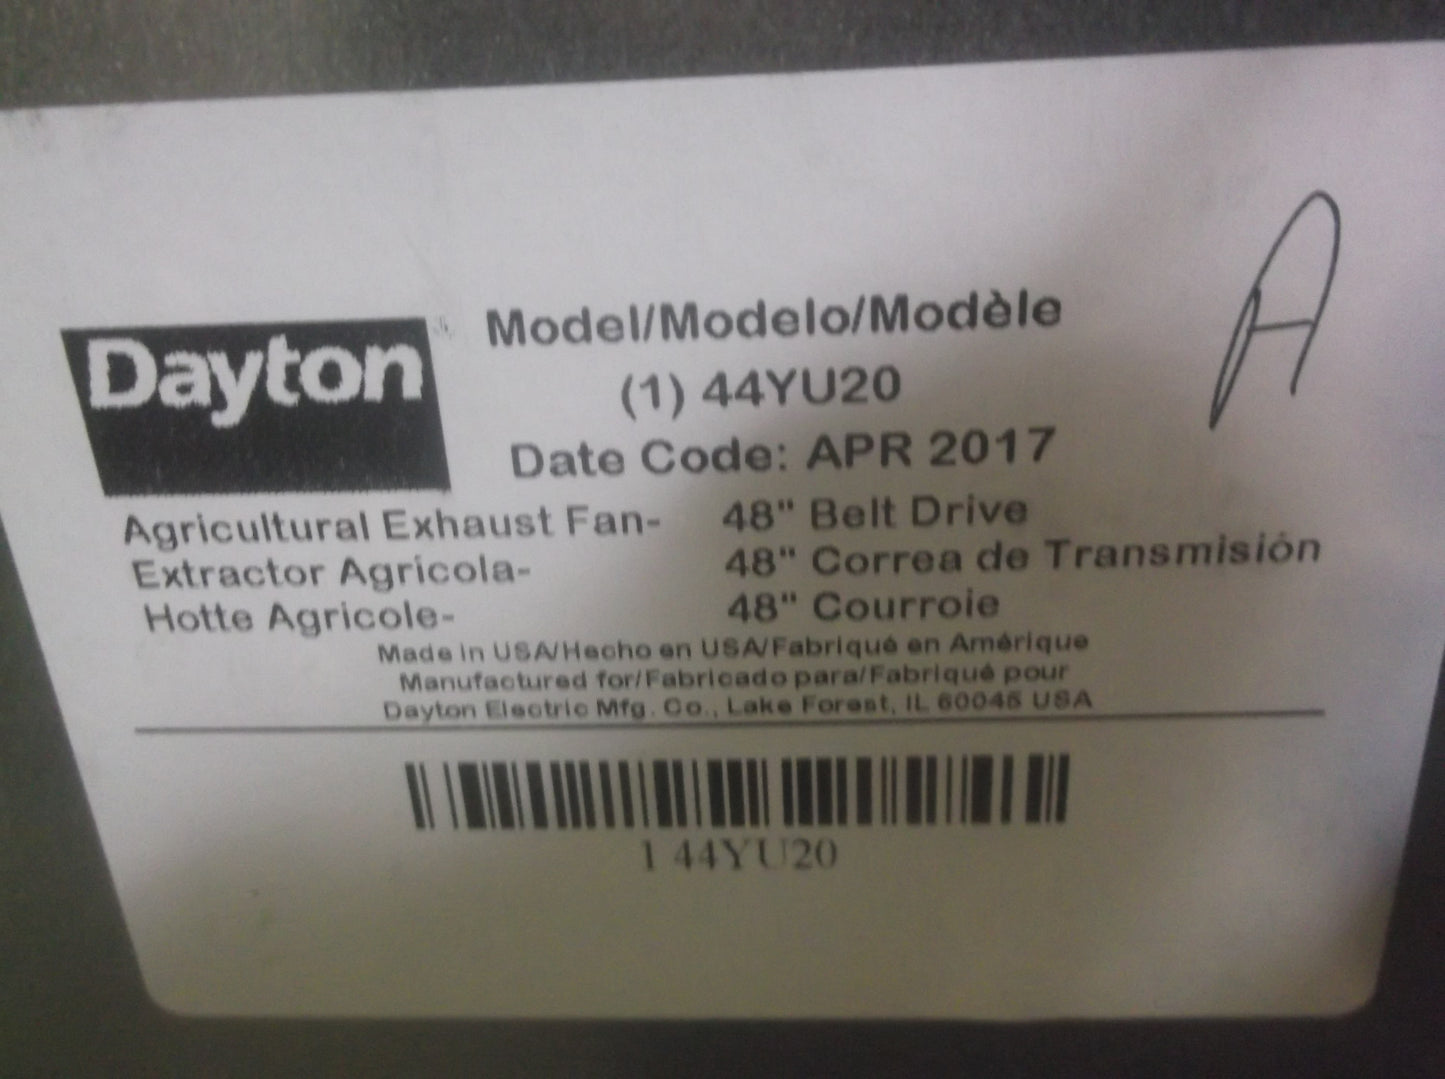 A
Dayton
Model/Modelo/Modèle
(1) 44YU20
Date Code: APR 2017
Agricultural Exhaust Fan- 48" Belt Drive
Extractor Agricola- 48" Correa de Transmisión
Hotte Agricole- 48" Courroie
Made in USA/Hecho en USA/Fabriqué en Amérique
Manufactured for/Fabricado para/Fabriqué pour
Dayton Electric Mfg. Co., Lake Forest, IL 60045 USA
1 44YU20